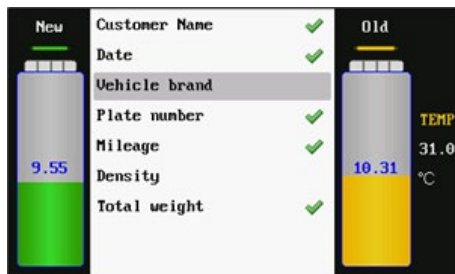 New
9.55
Customer Name
Date
Vehicle brand
Plate number
Mileage
Density
Total weight
Old
10.31
TEMP
31.0
°C